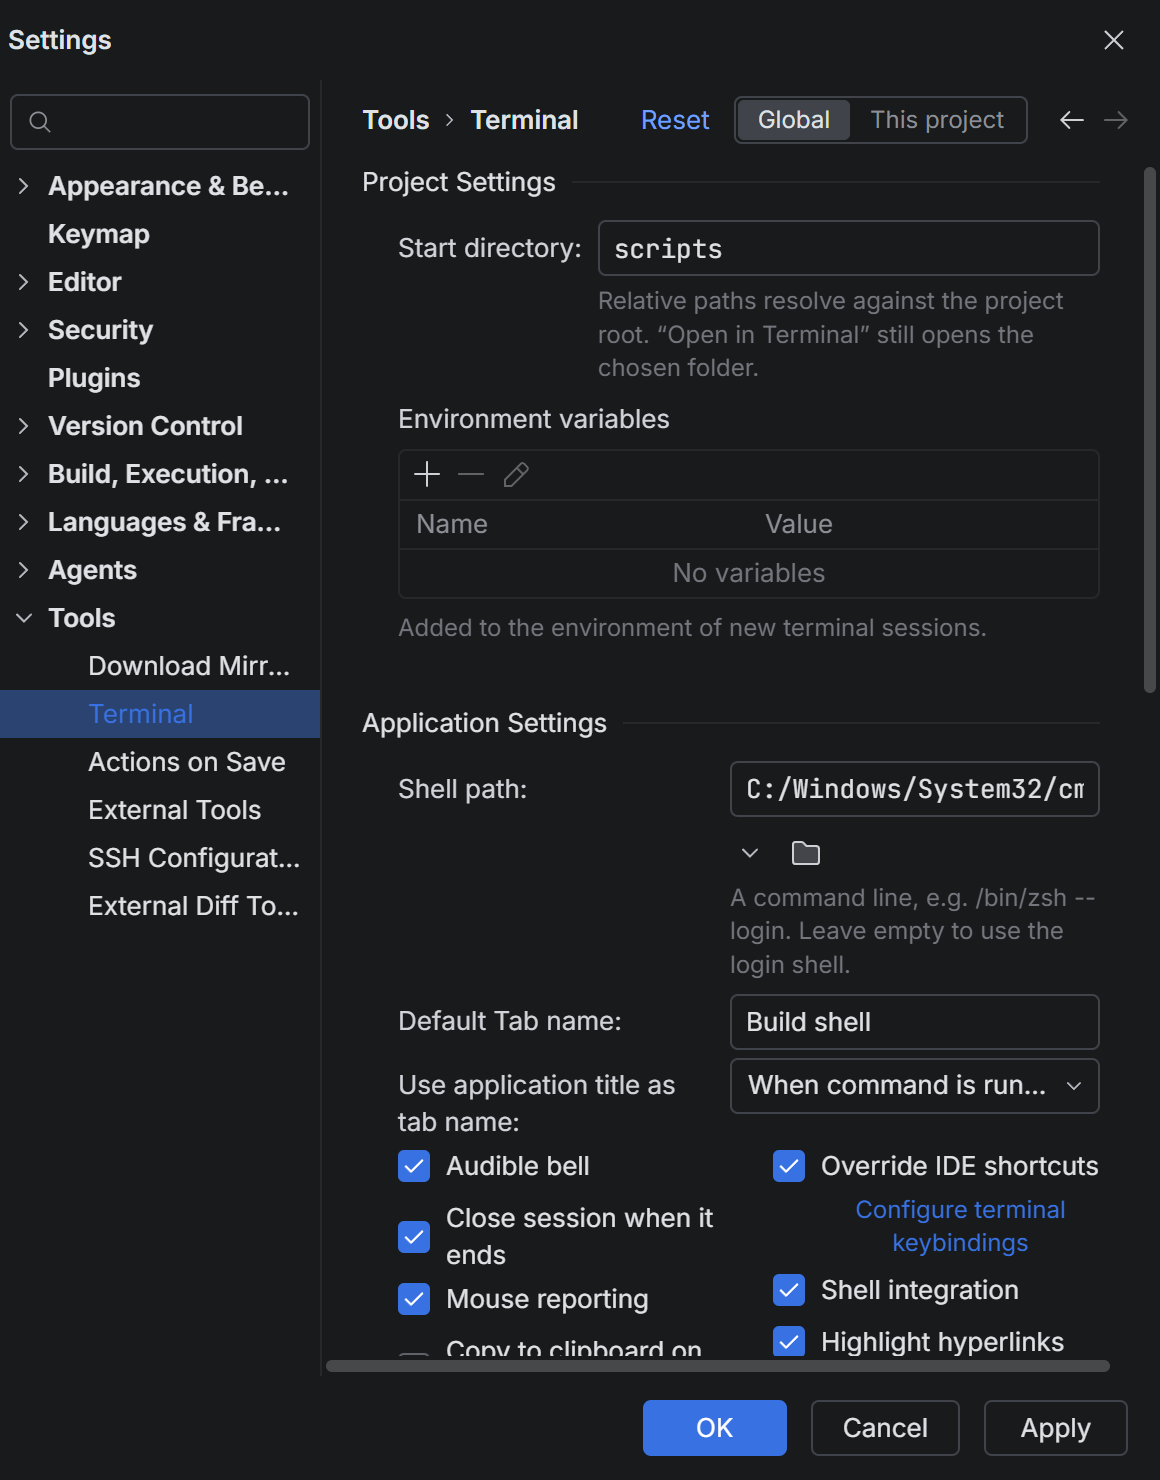 Settings
Appearance & Be...
Keymap
Editor
Security
Plugins
Version Control
Build, Execution, ...
Languages & Fra...
Agents
Tools
Download Mirr...
Terminal
Actions on Save
External Tools
SSH Configurat...
External Diff To...
Tools › Terminal Reset Global This project
Project Settings
Start directory: scripts
Relative paths resolve against the project
root. “Open in Terminal” still opens the
chosen folder.
Environment variables
Name Value
No variables
Added to the environment of new terminal sessions.
Application Settings
Shell path: C:/Windows/System32/cm
A command line, e.g. /bin/zsh --
login. Leave empty to use the
login shell.
Default Tab name: Build shell
Use application title as
tab name:
When command is run...
Audible bell
Close session when it
ends
Mouse reporting
Copy to clipboard on
Override IDE shortcuts
Configure terminal
keybindings
Shell integration
Highlight hyperlinks
OK Cancel Apply